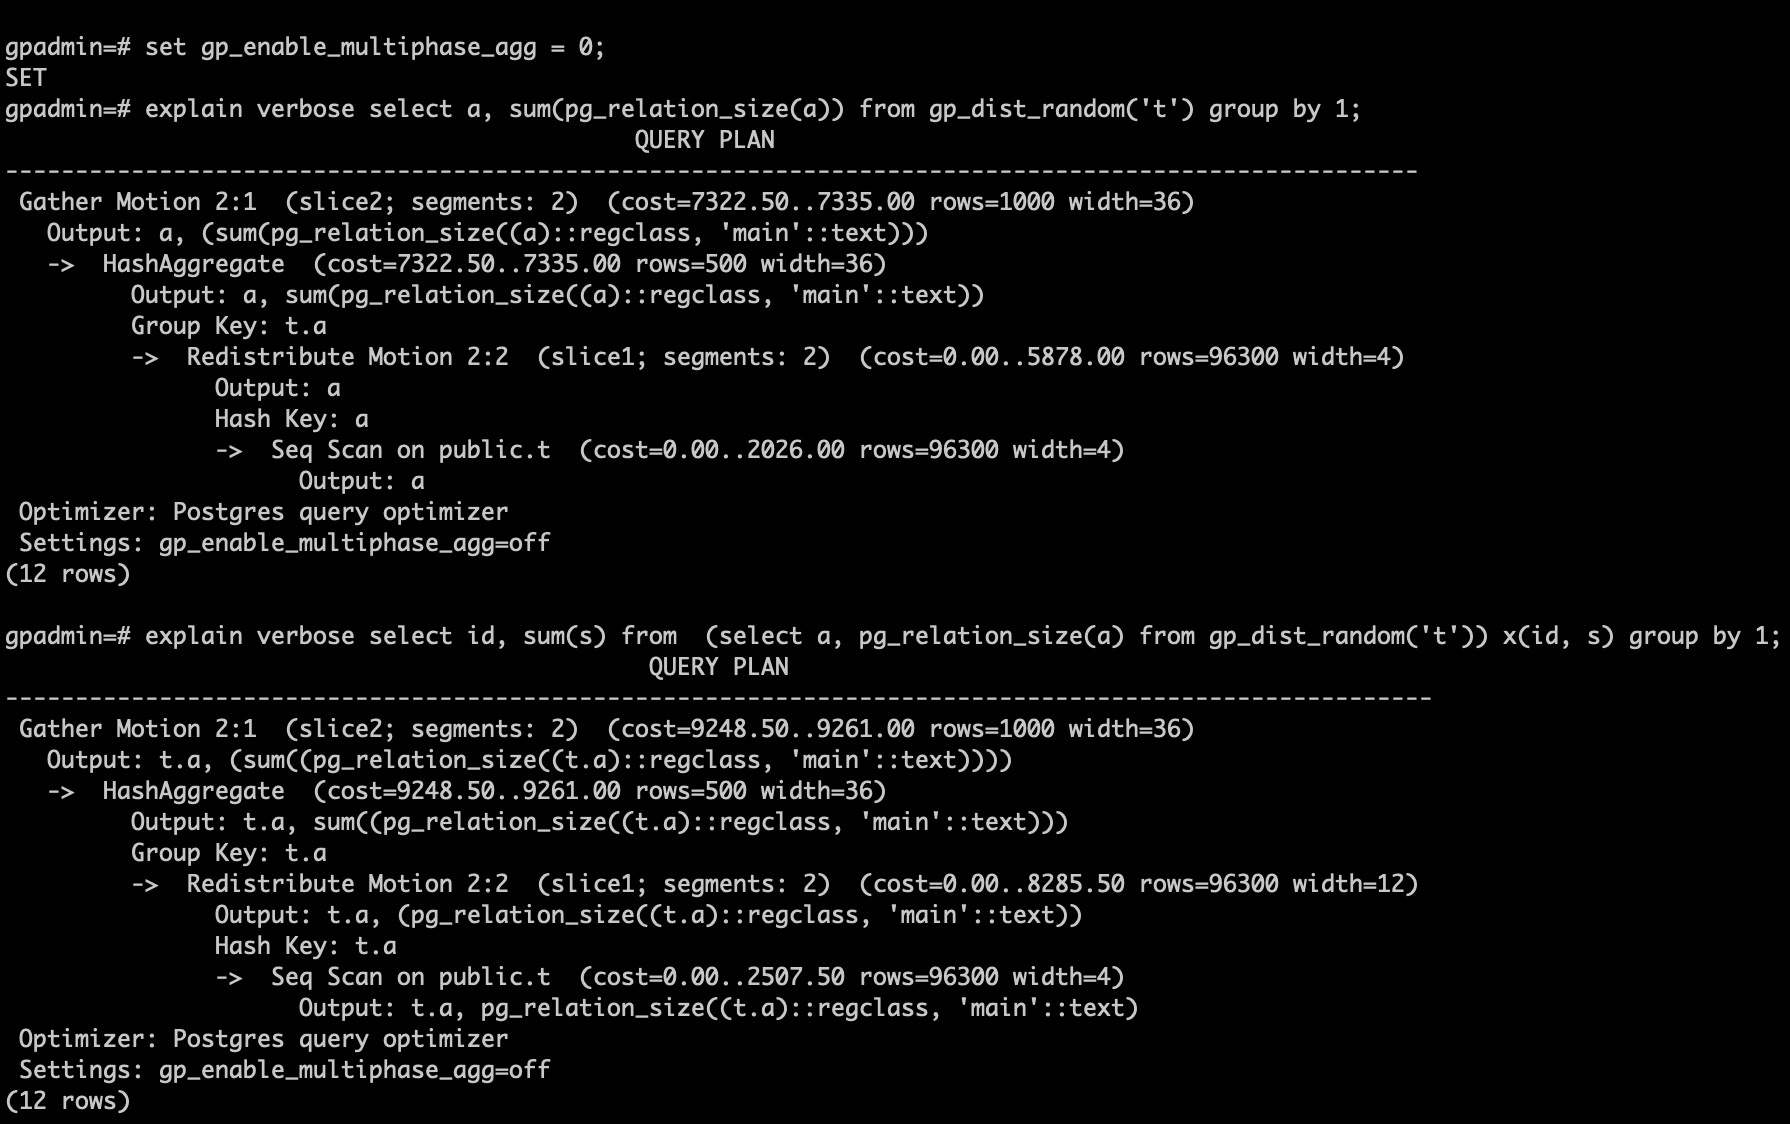 gpadmin=# set gp_enable_multiphase_agg = 0;
SET
gpadmin=# explain verbose select a, sum(pg_relation_size(a)) from gp_dist_random('t') group by 1;
                                             QUERY PLAN
-----------------------------------------------------------------------------------------------------
 Gather Motion 2:1  (slice2; segments: 2)  (cost=7322.50..7335.00 rows=1000 width=36)
   Output: a, (sum(pg_relation_size((a)::regclass, 'main'::text)))
   ->  HashAggregate  (cost=7322.50..7335.00 rows=500 width=36)
         Output: a, sum(pg_relation_size((a)::regclass, 'main'::text))
         Group Key: t.a
         ->  Redistribute Motion 2:2  (slice1; segments: 2)  (cost=0.00..5878.00 rows=96300 width=4)
               Output: a
               Hash Key: a
               ->  Seq Scan on public.t  (cost=0.00..2026.00 rows=96300 width=4)
                     Output: a
 Optimizer: Postgres query optimizer
 Settings: gp_enable_multiphase_agg=off
(12 rows)

gpadmin=# explain verbose select id, sum(s) from  (select a, pg_relation_size(a) from gp_dist_random('t')) x(id, s) group by 1;
                                              QUERY PLAN
------------------------------------------------------------------------------------------------------
 Gather Motion 2:1  (slice2; segments: 2)  (cost=9248.50..9261.00 rows=1000 width=36)
   Output: t.a, (sum((pg_relation_size((t.a)::regclass, 'main'::text))))
   ->  HashAggregate  (cost=9248.50..9261.00 rows=500 width=36)
         Output: t.a, sum((pg_relation_size((t.a)::regclass, 'main'::text)))
         Group Key: t.a
         ->  Redistribute Motion 2:2  (slice1; segments: 2)  (cost=0.00..8285.50 rows=96300 width=12)
               Output: t.a, (pg_relation_size((t.a)::regclass, 'main'::text))
               Hash Key: t.a
               ->  Seq Scan on public.t  (cost=0.00..2507.50 rows=96300 width=4)
                     Output: t.a, pg_relation_size((t.a)::regclass, 'main'::text)
 Optimizer: Postgres query optimizer
 Settings: gp_enable_multiphase_agg=off
(12 rows)